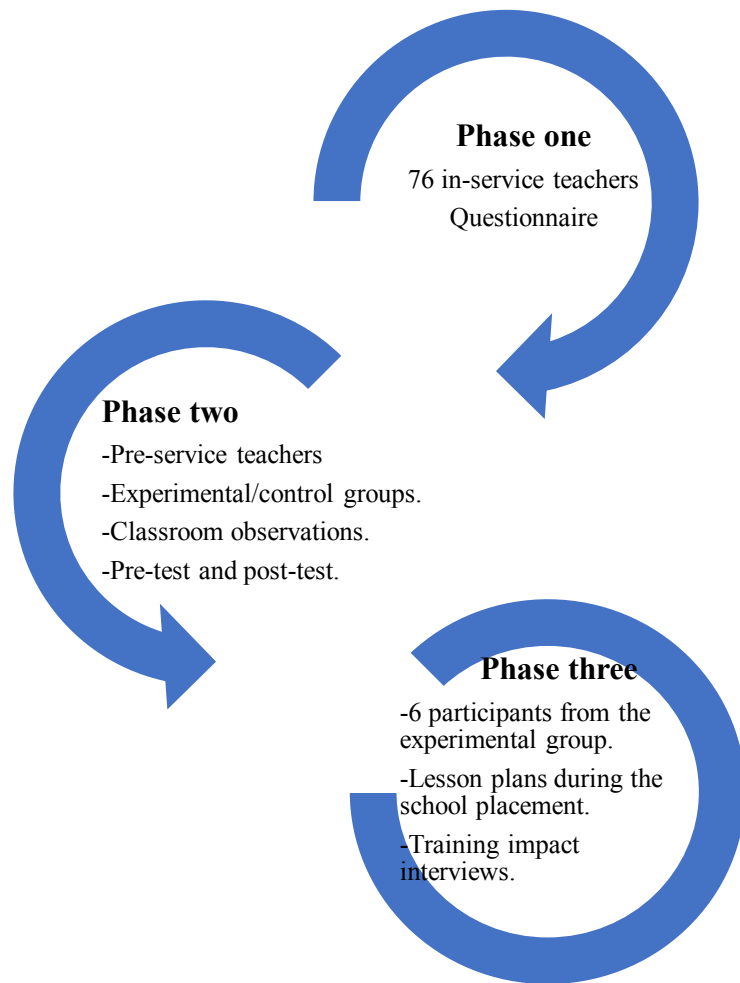 Phase one
76 in-service teachers
Questionnaire
Phase two
-Pre-service teachers
-Experimental/control groups.
-Classroom observations.
-Pre-test and post-test.
Phase three
-6 participants from the
experimental group.
-Lesson plans during the
school placement.
-Training impact
interviews.